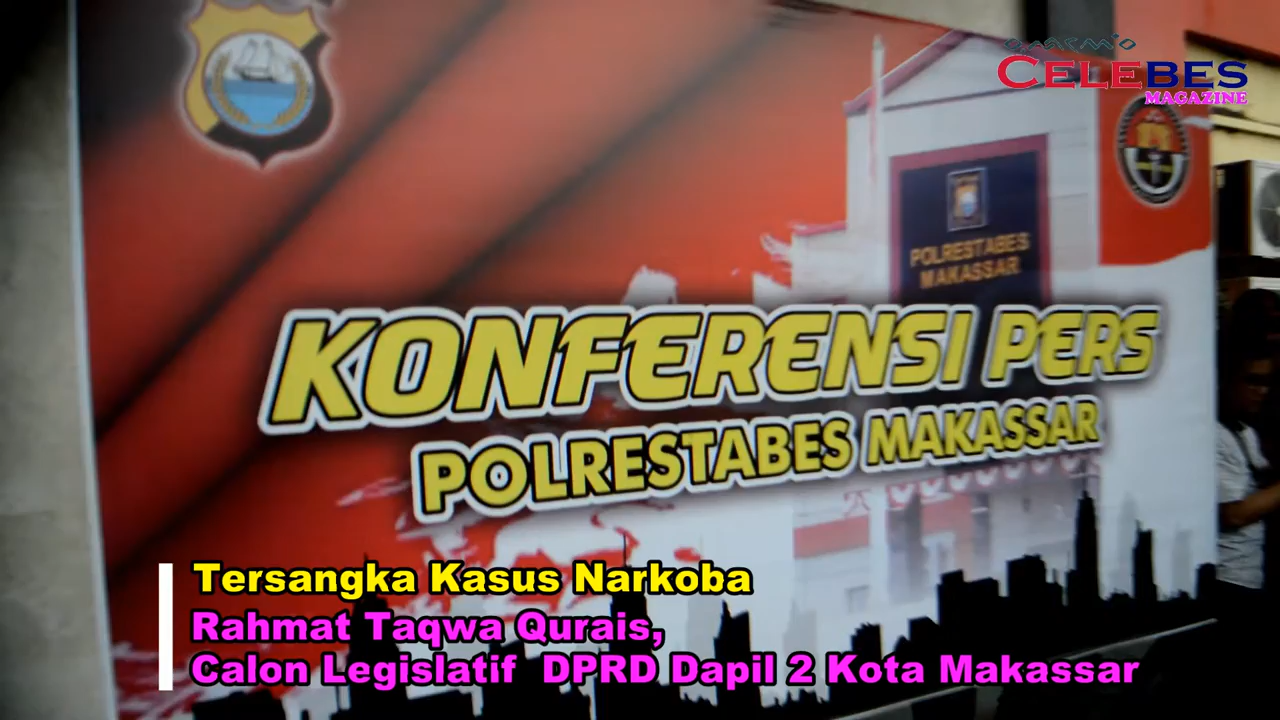 CELEBES
MAGAZINE
POLRESTABES
MAKASSAR
KONFERENSI PERS
POLRESTABES MAKASSAR
Tersangka Kasus Narkoba
Rahmat Taqwa Qurais,
Calon Legislatif DPRD Dapil 2 Kota Makassar